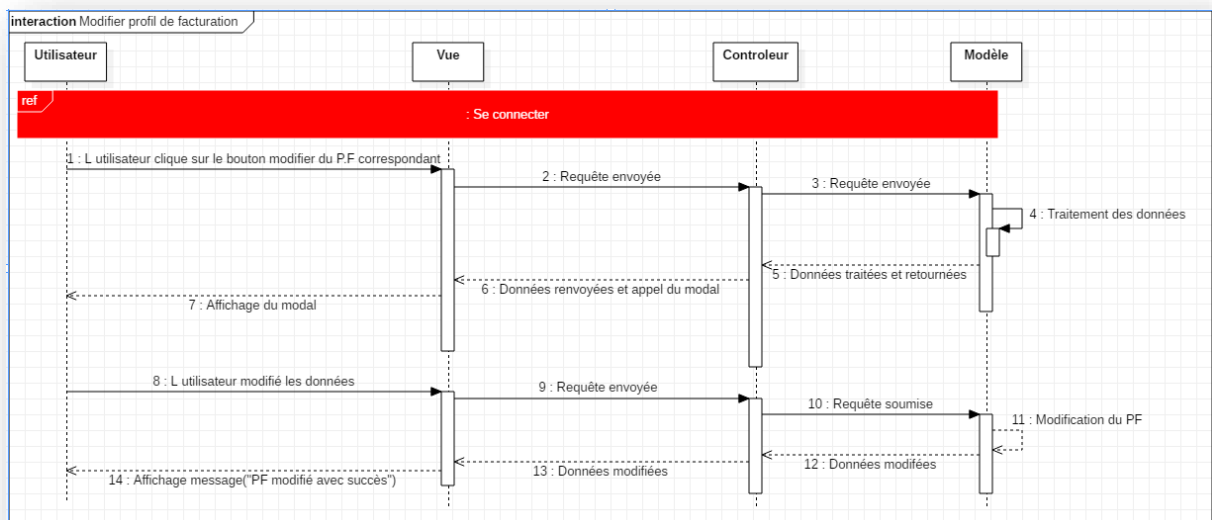 interaction Modifier profil de facturation
Utilisateur
Vue
Controleur
Modèle
ref
: Se connecter
1 : L utilisateur clique sur le bouton modifier du P.F correspondant
2 : Requête envoyée
3 : Requête envoyée
4 : Traitement des données
5 : Données traitées et retournées
6 : Données renvoyées et appel du modal
7 : Affichage du modal
8 : L utilisateur modifié les données
9 : Requête envoyée
10 : Requête soumise
11 : Modification du PF
12 : Données modifées
13 : Données modifiées
14 : Affichage message("PF modifié avec succès")